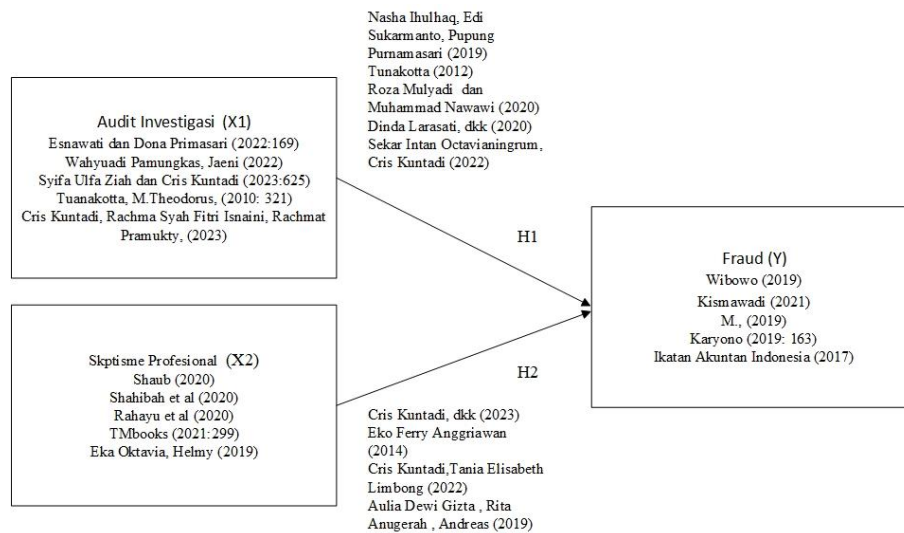 Nasha Ihulhaq, Edi
Sukarmanto, Pupung
Purnamasari (2019)
Tunakotta (2012)
Roza Mulyadi dan
Muhammad Nawawi (2020)
Dinda Larasati, dkk (2020)
Sekar Intan Octavianingrum,
Cris Kuntadi (2022)
Audit Investigasi (X1)
Esnawati dan Dona Primasari (2022:169)
Wahyuadi Pamungkas, Jaeni (2022)
Syifa Ulfa Ziah dan Cris Kuntadi (2023:625)
Tuanakotta, M.Theodorus, (2010: 321)
Cris Kuntadi, Rachma Syah Fitri Isnaini, Rachmat
Pramukty, (2023)
H1
Fraud (Y)
Wibowo (2019)
Kismawadi (2021)
M., (2019)
Karyono (2019: 163)
Ikatan Akuntan Indonesia (2017)
Skptisme Profesional (X2)
Shaub (2020)
Shahibah et al (2020)
Rahayu et al (2020)
TMbooks (2021:299)
Eka Oktavia, Helmy (2019)
H2
Cris Kuntadi, dkk (2023)
Eko Ferry Anggriawan
(2014)
Cris Kuntadi,Tania Elisabeth
Limbong (2022)
Aulia Dewi Gizta , Rita
Anugerah , Andreas (2019)